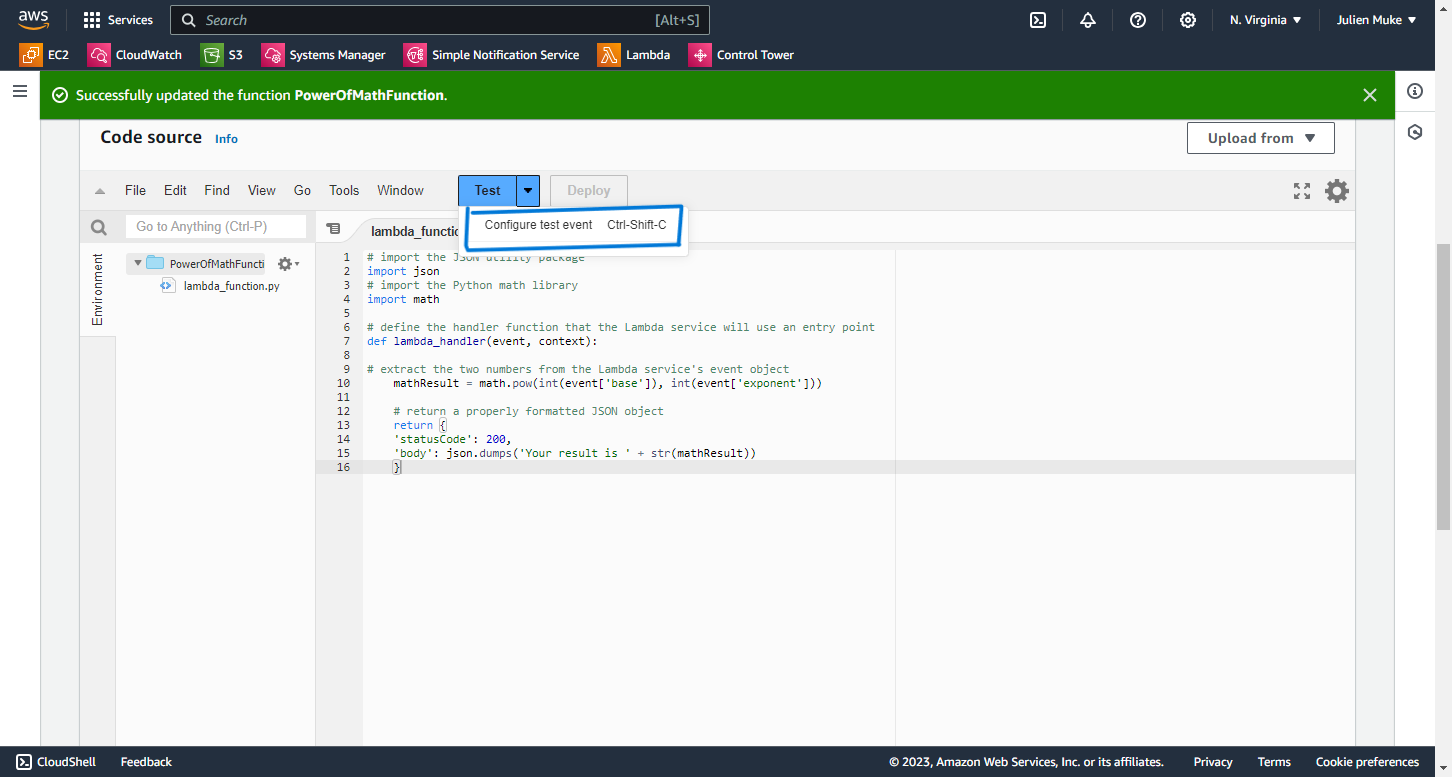 aws
Services
Search [Alt+S]
N. Virginia
Julien Muke
EC2 CloudWatch S3 Systems Manager Simple Notification Service Lambda Control Tower
Successfully updated the function PowerOfMathFunction.
Code source Info
Upload from
File Edit Find View Go Tools Window Test Deploy
Configure test event Ctrl-Shift-C
Go to Anything (Ctrl-P)
lambda_functio
Environment
PowerOfMathFuncti
lambda_function.py
1 # import the JSON utility package
2 import json
3 # import the Python math library
4 import math
5
6 # define the handler function that the Lambda service will use an entry point
7 def lambda_handler(event, context):
8
9 # extract the two numbers from the Lambda service's event object
10 mathResult = math.pow(int(event['base']), int(event['exponent']))
11
12 # return a properly formatted JSON object
13 return {
14 'statusCode': 200,
15 'body': json.dumps('Your result is ' + str(mathResult))
16 }
CloudShell Feedback © 2023, Amazon Web Services, Inc. or its affiliates. Privacy Terms Cookie preferences